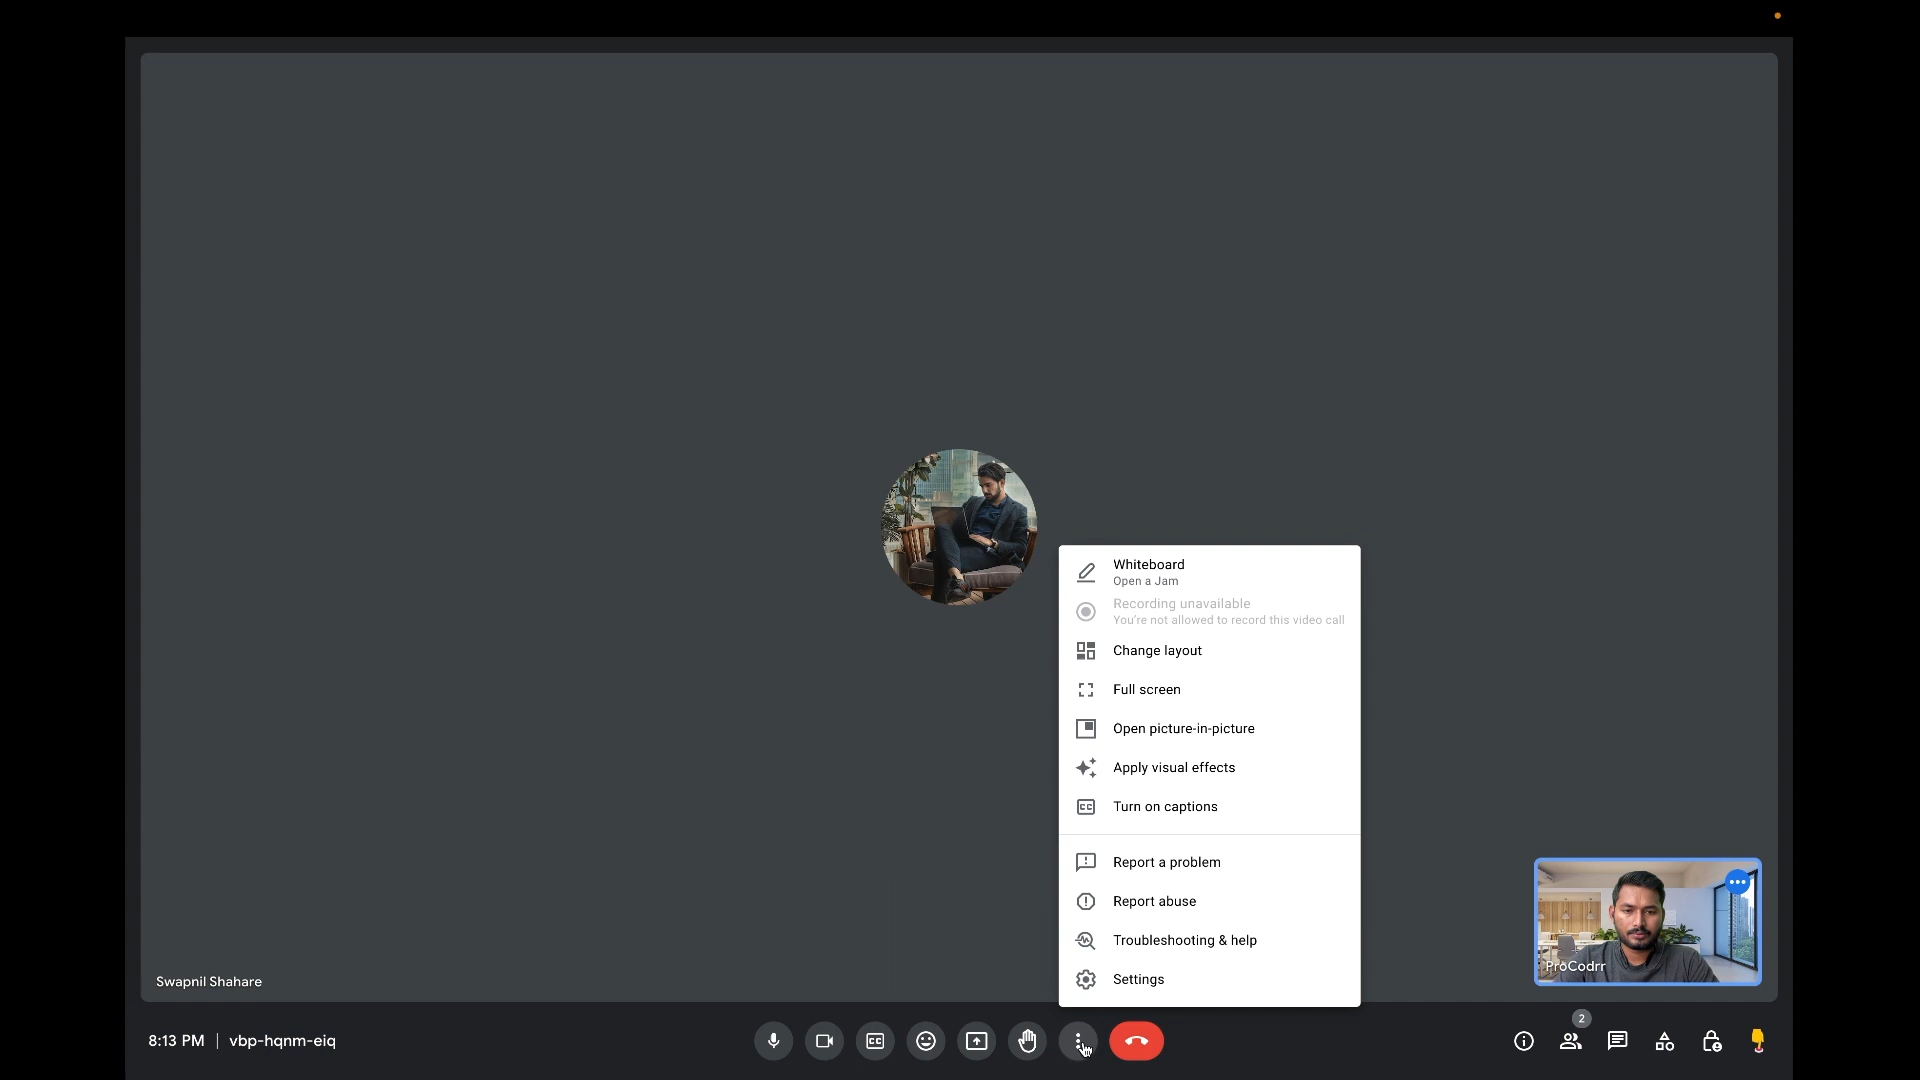 Whiteboard
Open a Jam
Recording unavailable
You're not allowed to record this video call
Change layout
Full screen
Open picture-in-picture
Apply visual effects
Turn on captions
Report a problem
Report abuse
Troubleshooting & help
Settings
ProCodrr
Swapnil Shahare
2
8:13 PM | vbp-hqnm-eiq